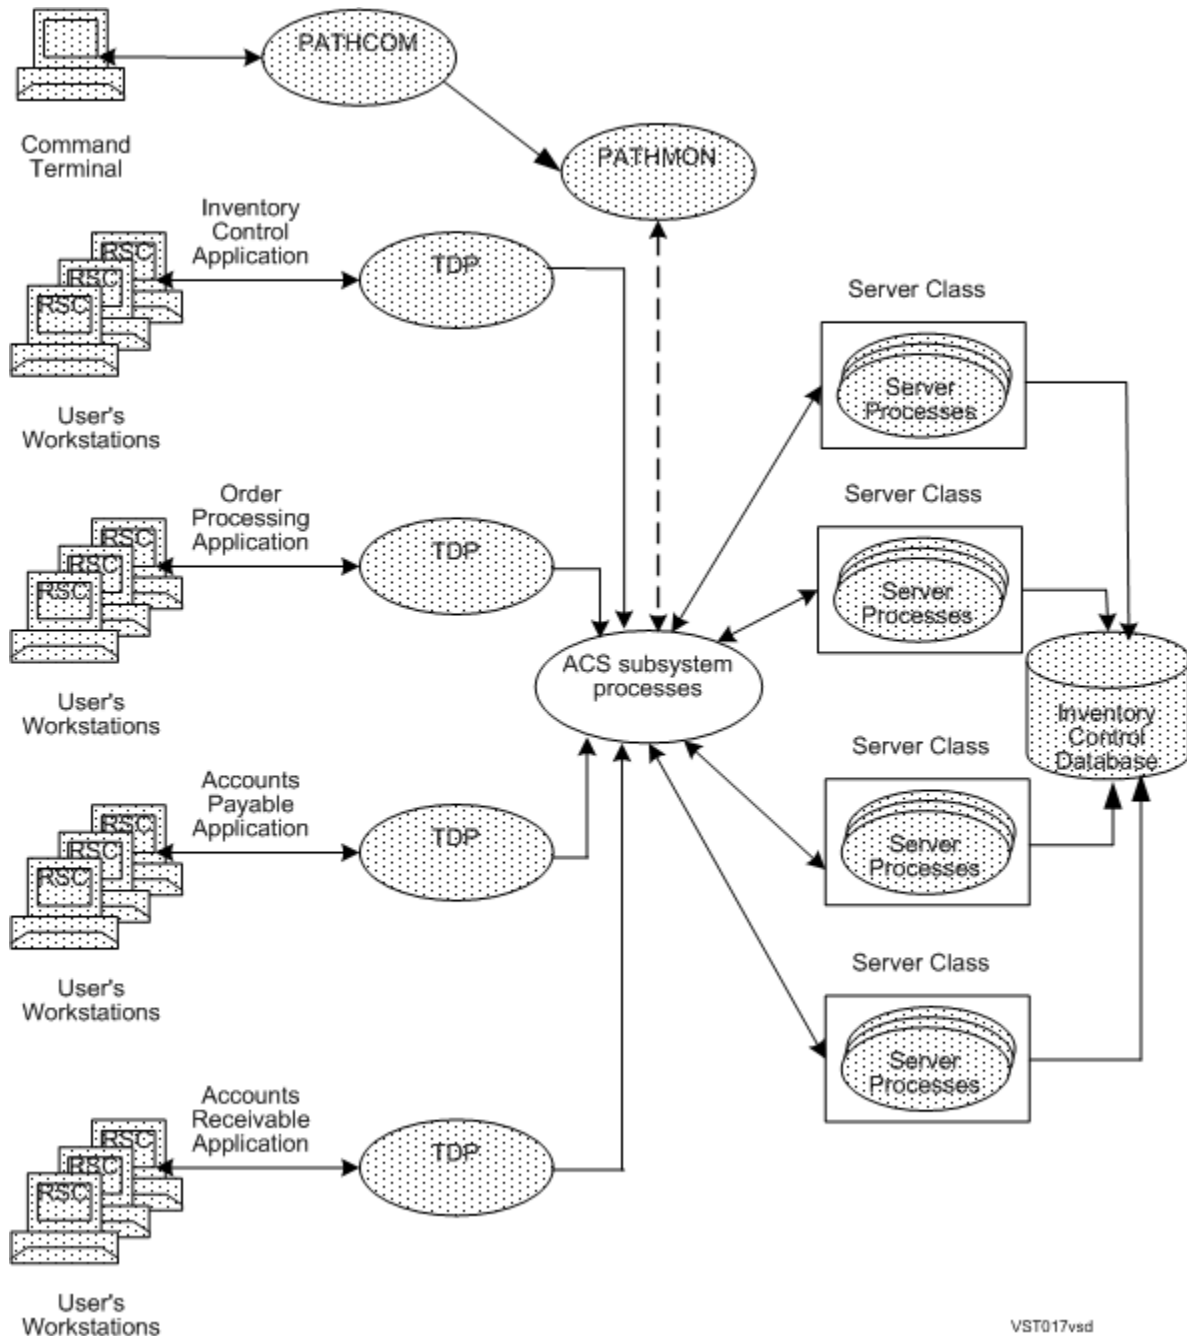 PATHCOM
Command
Terminal
PATHMON
Inventory
Control
Application
TDP
RSC
RSC
RSC
User's
Workstations
Server Class
Server
Processes
Order
Processing
Application
TDP
RSC
RSC
RSC
User's
Workstations
Server Class
Server
Processes
ACS subsystem
processes
Inventory
Control
Database
Accounts
Payable
Application
TDP
RSC
RSC
RSC
User's
Workstations
Server Class
Server
Processes
Server Class
Server
Processes
Accounts
Receivable
Application
TDP
RSC
RSC
RSC
User's
Workstations
VST017vsd